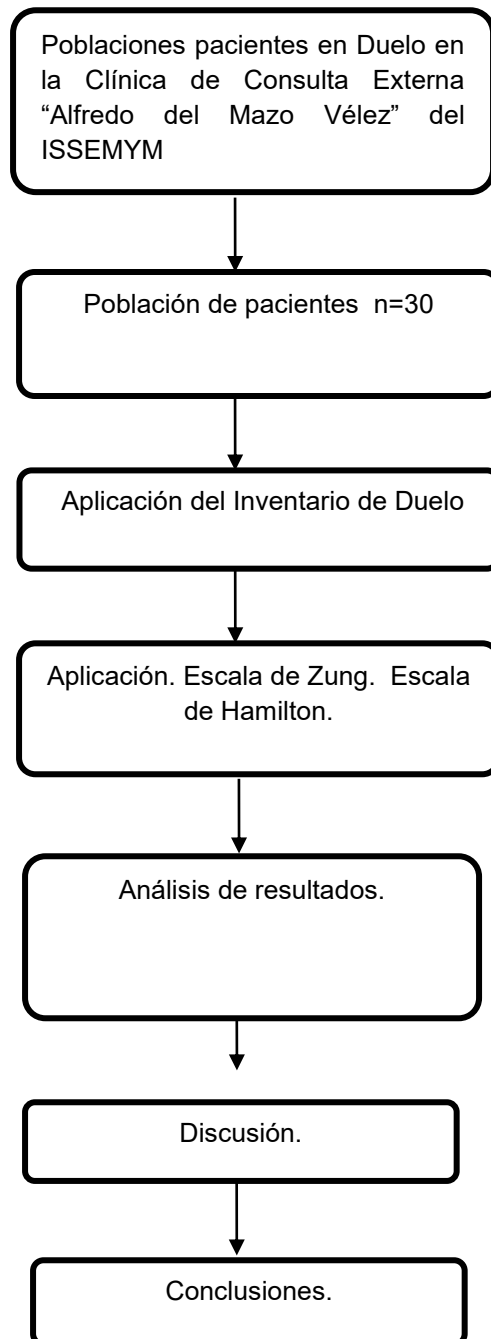 Poblaciones pacientes en Duelo en
la Clínica de Consulta Externa
“Alfredo del Mazo Vélez” del
ISSEMYM
Población de pacientes n=30
Aplicación del Inventario de Duelo
Aplicación. Escala de Zung. Escala
de Hamilton.
Análisis de resultados.
Discusión.
Conclusiones.